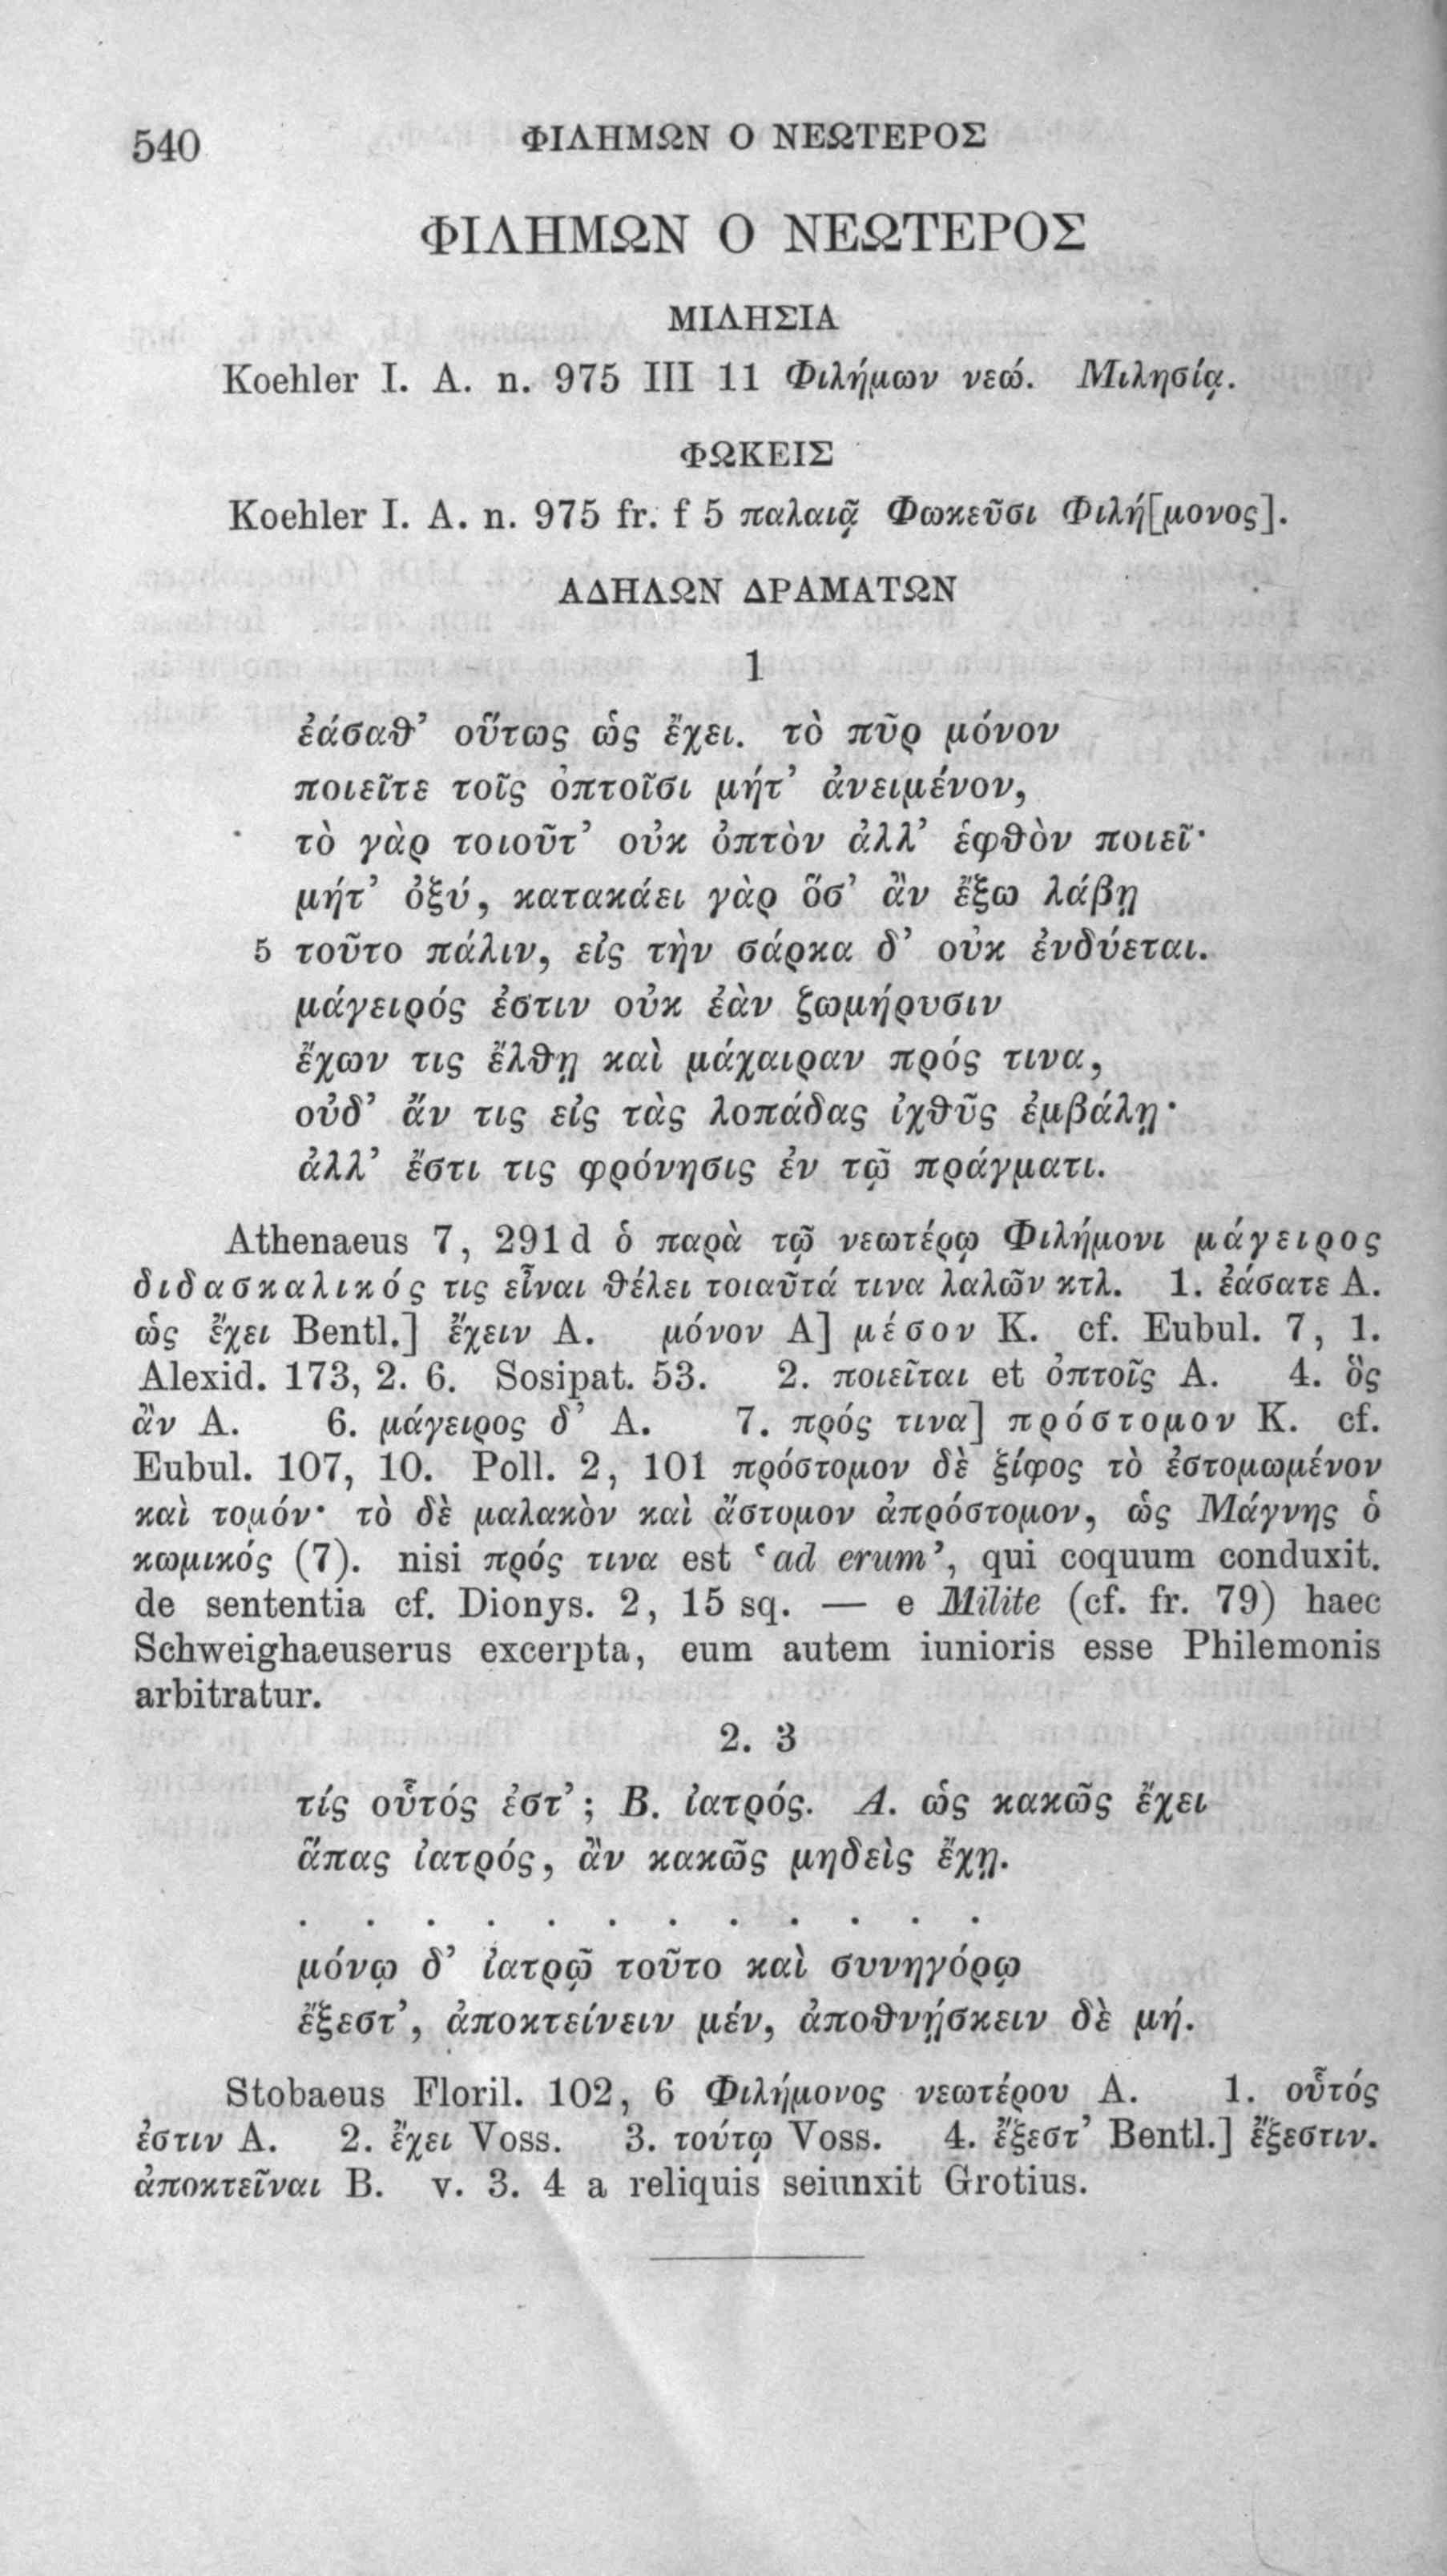 540
ΦΙΛΗΜΩΝ Ο ΝΕΩΤΕΡΟΣ
ΦΙΛΗΜΩΝ Ο ΝΕΩΤΕΡΟΣ
ΜΙΛΗΣΙΑ
Koehler I. A. n. 975 III 11 Φιλήμων νεώ. Μιλησίᾳ.
ΦΩΚΕΙΣ
Koehler I. A. n. 975 fr. f 5 παλαιᾷ Φωκεῦσι Φιλή[μονος].
ΑΔΗΛΩΝ ΔΡΑΜΑΤΩΝ
1
ἐάσαθ’ οὕτως ὡς ἔχει. τὸ πῦρ μόνον
ποιεῖτε τοῖς ὀπτοῖσι μήτ’ ἀνειμένον,
τὸ γὰρ τοιοῦτ’ οὐκ ὀπτὸν ἀλλ’ ἑφθὸν ποιεῖ·
μήτ’ ὀξύ, κατακάει γὰρ ὅσ’ ἂν ἔξω λάβῃ
5 τοῦτο πάλιν, εἰς τὴν σάρκα δ’ οὐκ ἐνδύεται.
μάγειρός ἐστιν οὐκ ἐὰν ζωμήρυσιν
ἔχων τις ἔλθῃ καὶ μάχαιραν πρός τινα,
οὐδ’ ἄν τις εἰς τὰς λοπάδας ἰχθῦς ἐμβάλῃ·
ἀλλ’ ἔστι τις φρόνησις ἐν τῷ πράγματι.
Athenaeus 7, 291d ὁ παρὰ τῷ νεωτέρῳ Φιλήμονι μάγειρος
διδασκαλικός τις εἶναι θέλει τοιαῦτά τινα λαλῶν κτλ. 1. ἐάσατε A.
ὡς ἔχει Bentl.] ἔχειν A. μόνον A] μέσον K. cf. Eubul. 7, 1.
Alexid. 173, 2. 6. Sosipat. 53. 2. ποιεῖται et ὀπτοῖς A. 4. ὃς
ἂν A. 6. μάγειρος δ’ A. 7. πρός τινα] πρόστομον K. cf.
Eubul. 107, 10. Poll. 2, 101 πρόστομον δὲ ξίφος τὸ ἐστομωμένον
καὶ τομόν· τὸ δὲ μαλακὸν καὶ ἄστομον ἀπρόστομον, ὡς Μάγνης ὁ
κωμικός (7). nisi πρός τινα est ‘ad erum’, qui coquum conduxit.
de sententia cf. Dionys. 2, 15 sq. — e Milite (cf. fr. 79) haec
Schweighaeuserus excerpta, eum autem iunioris esse Philemonis
arbitratur.
2. 3
τίς οὗτός ἐστ’; B. ἰατρός. A. ὡς κακῶς ἔχει
ἅπας ἰατρός, ἂν κακῶς μηδεὶς ἔχῃ.
. . . . . . . . . . . .
μόνῳ δ’ ἰατρῷ τοῦτο καὶ συνηγόρῳ
ἔξεστ’, ἀποκτείνειν μέν, ἀποθνῄσκειν δὲ μή.
Stobaeus Floril. 102, 6 Φιλήμονος νεωτέρου A. 1. οὗτός
ἐστιν A. 2. ἔχει Voss. 3. τούτῳ Voss. 4. ἔξεστ’ Bentl.] ἔξεστιν.
ἀποκτεῖναι B. v. 3. 4 a reliquis seiunxit Grotius.